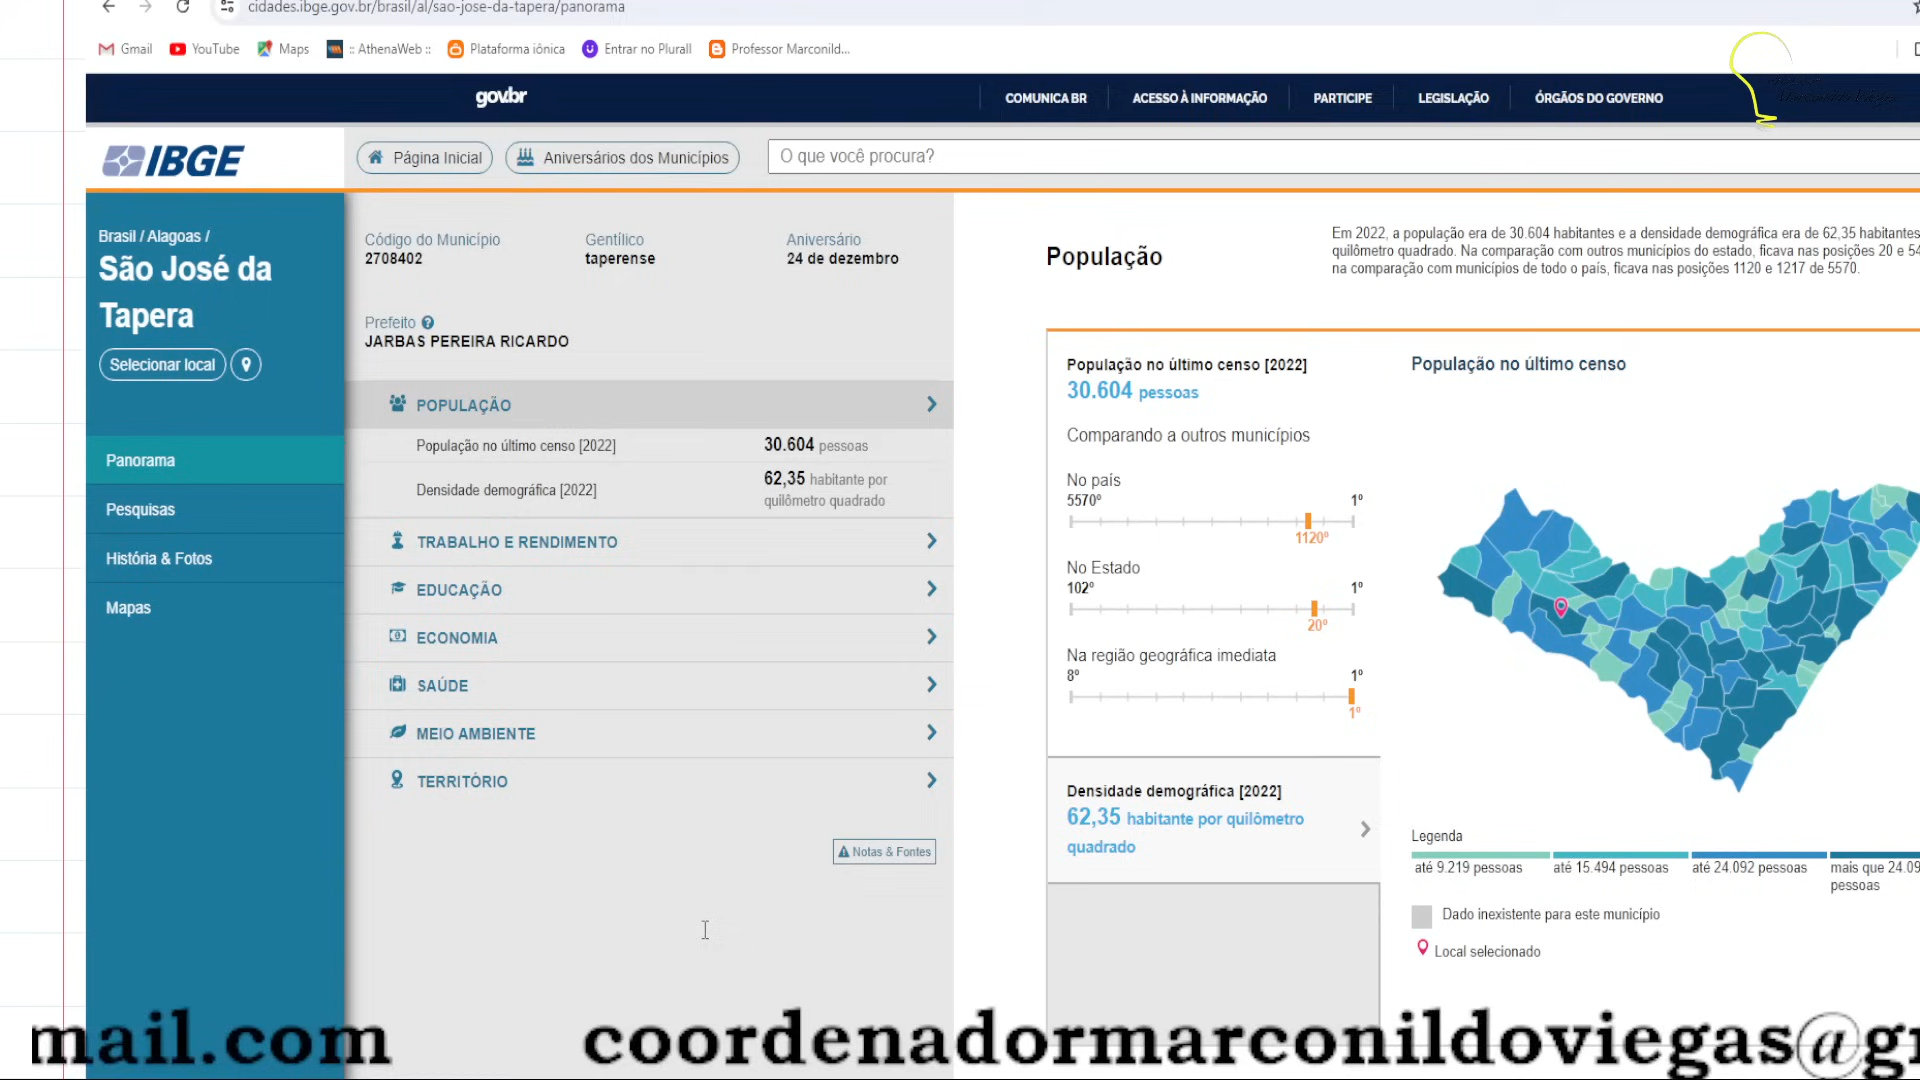 cidades.ibge.gov.br/brasil/al/sao-jose-da-tapera/panorama
Gmail YouTube Maps :: AthenaWeb :: Plataforma iônica Entrar no Plurall Professor Marconild...
gov.br COMUNICA BR ACESSO À INFORMAÇÃO PARTICIPE LEGISLAÇÃO ÓRGÃOS DO GOVERNO
IBGE Página Inicial Aniversários dos Municípios O que você procura?
Brasil / Alagoas /
São José da
Tapera
Selecionar local
Panorama
Pesquisas
História & Fotos
Mapas
Código do Município
2708402
Gentílico
taperense
Aniversário
24 de dezembro
Prefeito
JARBAS PEREIRA RICARDO
POPULAÇÃO
População no último censo [2022] 30.604 pessoas
Densidade demográfica [2022] 62,35 habitante por
quilômetro quadrado
TRABALHO E RENDIMENTO
EDUCAÇÃO
ECONOMIA
SAÚDE
MEIO AMBIENTE
TERRITÓRIO
Notas & Fontes
População
Em 2022, a população era de 30.604 habitantes e a densidade demográfica era de 62,35 habitantes
quilômetro quadrado. Na comparação com outros municípios do estado, ficava nas posições 20 e 54
na comparação com municípios de todo o país, ficava nas posições 1120 e 1217 de 5570.
População no último censo [2022]
30.604 pessoas
Comparando a outros municípios
No país
5570º 1º
1120º
No Estado
102º 1º
20º
Na região geográfica imediata
8º 1º
1º
Densidade demográfica [2022]
62,35 habitante por quilômetro
quadrado
População no último censo
Legenda
até 9.219 pessoas até 15.494 pessoas até 24.092 pessoas mais que 24.09
pessoas
Dado inexistente para este município
Local selecionado
mail.com coordenadormarconildoviegas@g